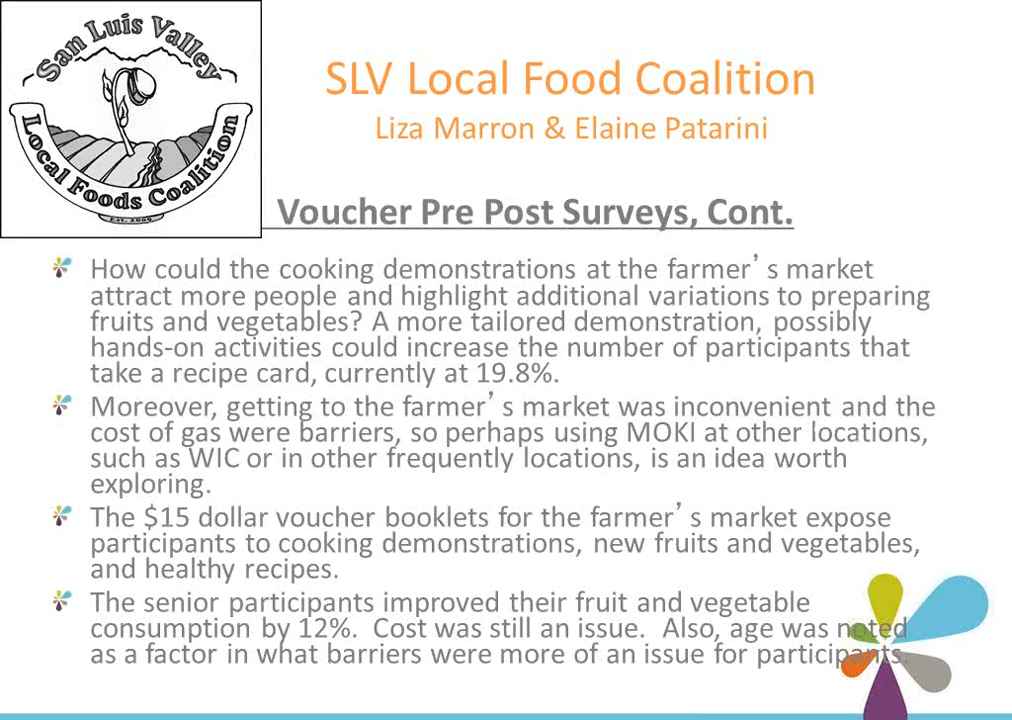 San Luis Valley
Local Foods Coalition
Est. 2009
SLV Local Food Coalition
Liza Marron & Elaine Patarini
Voucher Pre Post Surveys, Cont.
How could the cooking demonstrations at the farmer’s market
attract more people and highlight additional variations to preparing
fruits and vegetables? A more tailored demonstration, possibly
hands-on activities could increase the number of participants that
take a recipe card, currently at 19.8%.
Moreover, getting to the farmer’s market was inconvenient and the
cost of gas were barriers, so perhaps using MOKI at other locations,
such as WIC or in other frequently locations, is an idea worth
exploring.
The $15 dollar voucher booklets for the farmer’s market expose
participants to cooking demonstrations, new fruits and vegetables,
and healthy recipes.
The senior participants improved their fruit and vegetable
consumption by 12%.  Cost was still an issue.  Also, age was noted
as a factor in what barriers were more of an issue for participants.